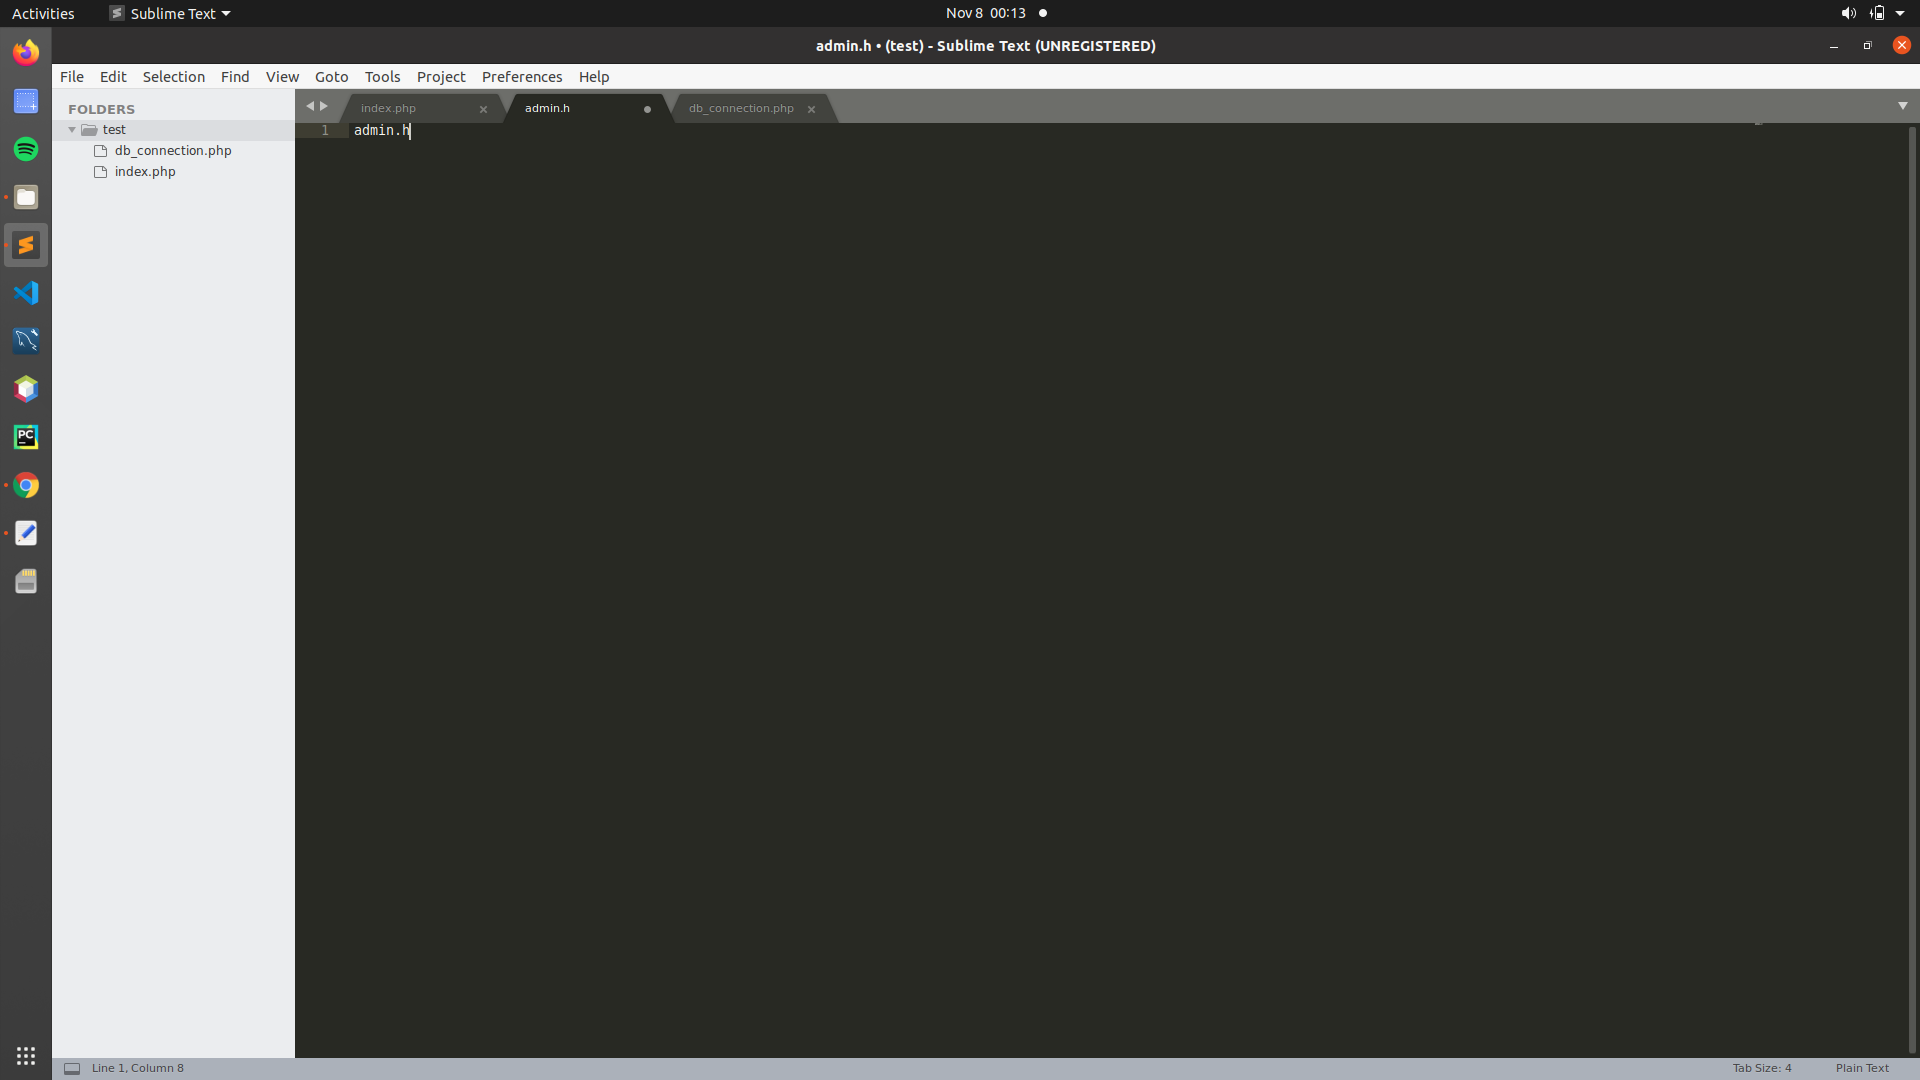 Activities Sublime Text Nov 8 00:13
admin.h • (test) - Sublime Text (UNREGISTERED)
File Edit Selection Find View Goto Tools Project Preferences Help
FOLDERS
test
db_connection.php
index.php
index.php admin.h db_connection.php
1 admin.h
PC
Line 1, Column 8 Tab Size: 4 Plain Text